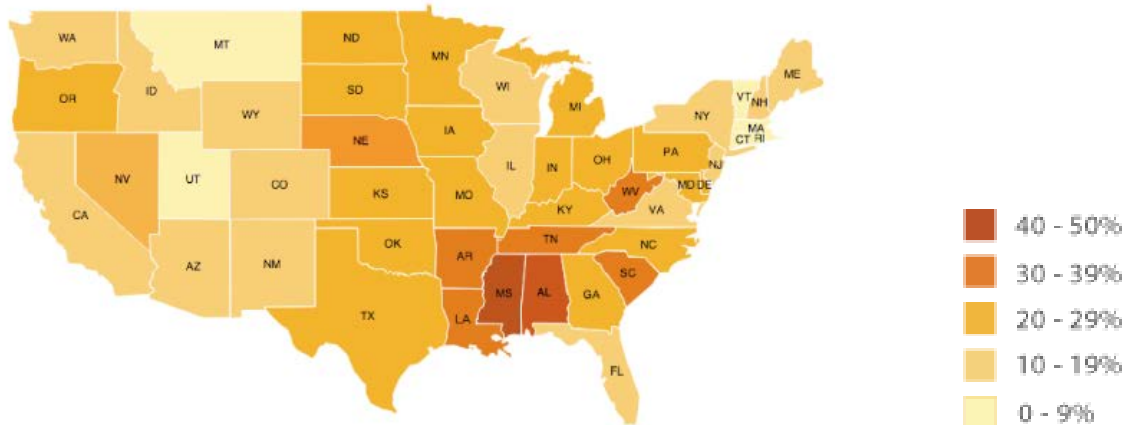 WA
MT
ND
MN
ME
OR
ID
SD
WI
VT
NH
WY
MI
NY
MA
CT
RI
IA
NE
PA
NV
UT
CO
IL
IN
OH
NJ
KS
MO
WV
MD
DE
CA
KY
VA
AZ
NM
OK
AR
TN
NC
SC
MS
AL
GA
TX
LA
FL
40 - 50%
30 - 39%
20 - 29%
10 - 19%
0 - 9%